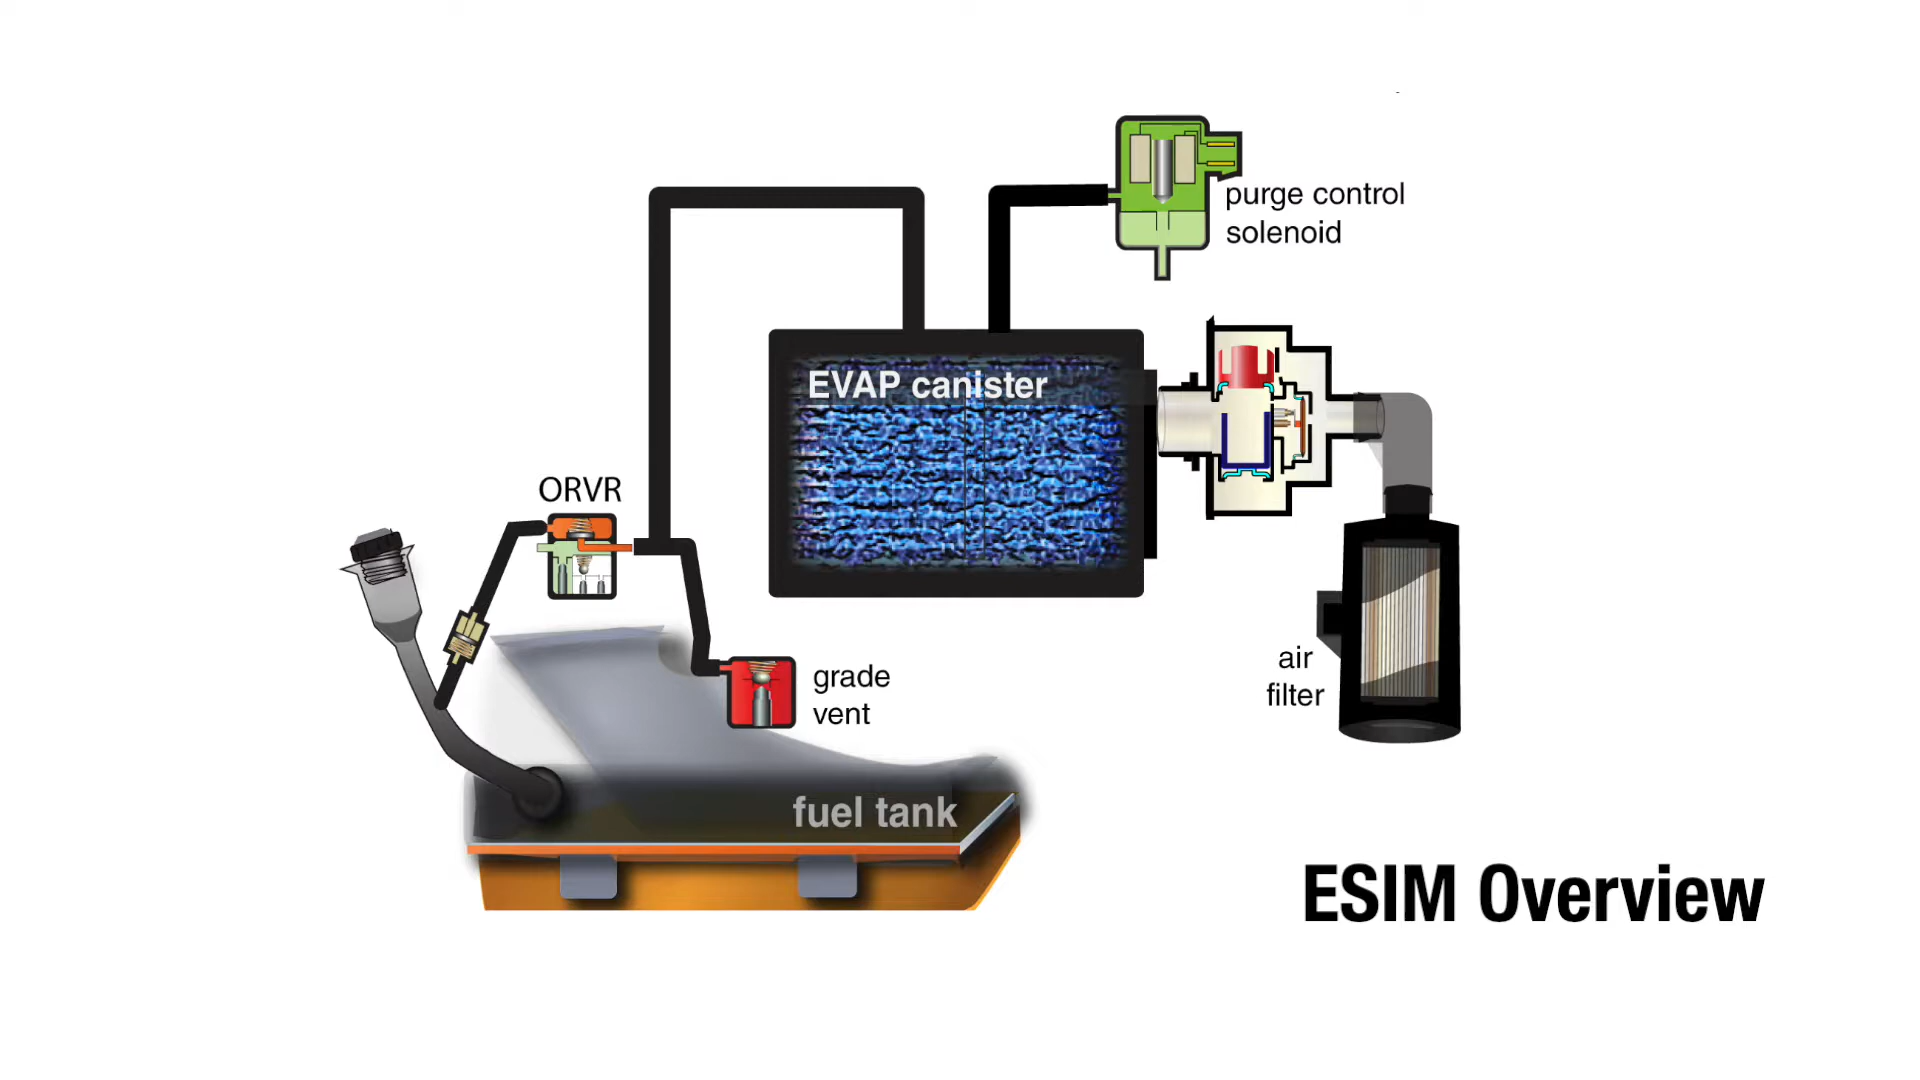 purge control
solenoid
EVAP canister
ORVR
grade
vent
air
filter
fuel tank
ESIM Overview